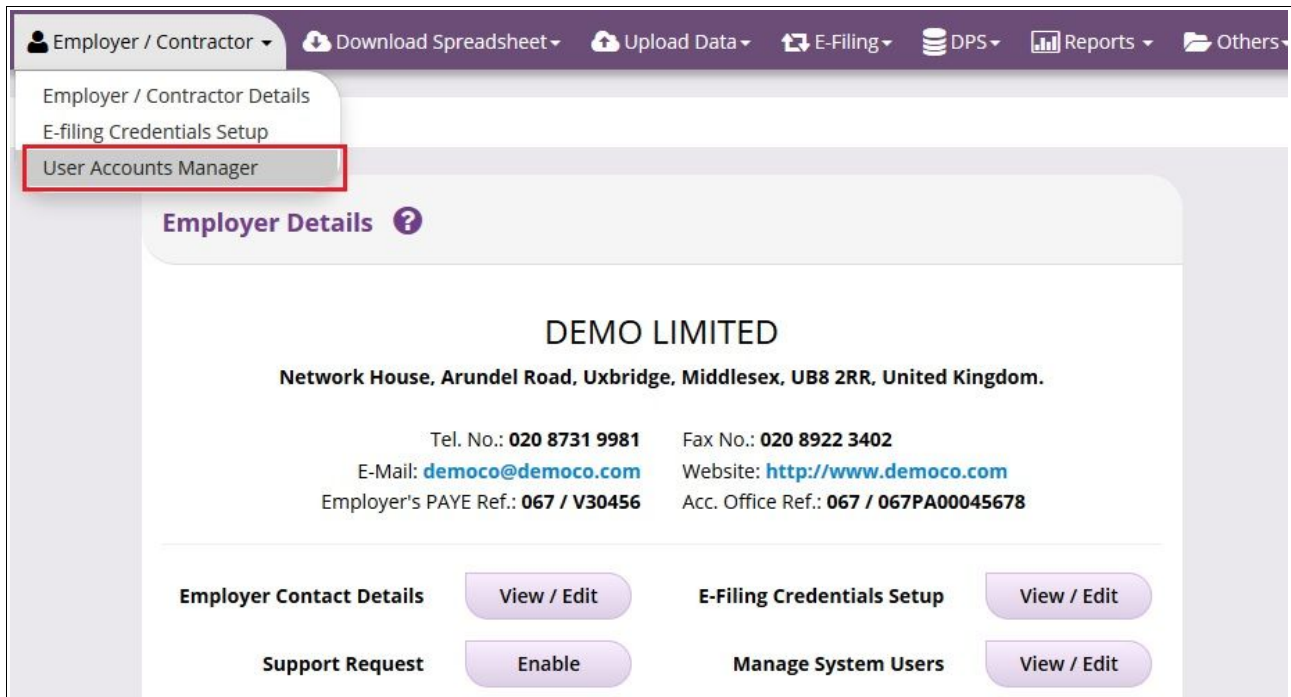 Employer / Contractor Download Spreadsheet Upload Data E-Filing DPS Reports Others
Employer / Contractor Details
E-filing Credentials Setup
User Accounts Manager
Employer Details ?
DEMO LIMITED
Network House, Arundel Road, Uxbridge, Middlesex, UB8 2RR, United Kingdom.
Tel. No.: 020 8731 9981 Fax No.: 020 8922 3402
E-Mail: democo@democo.com Website: http://www.democo.com
Employer's PAYE Ref.: 067 / V30456 Acc. Office Ref.: 067 / 067PA00045678
Employer Contact Details View / Edit E-Filing Credentials Setup View / Edit
Support Request Enable Manage System Users View / Edit